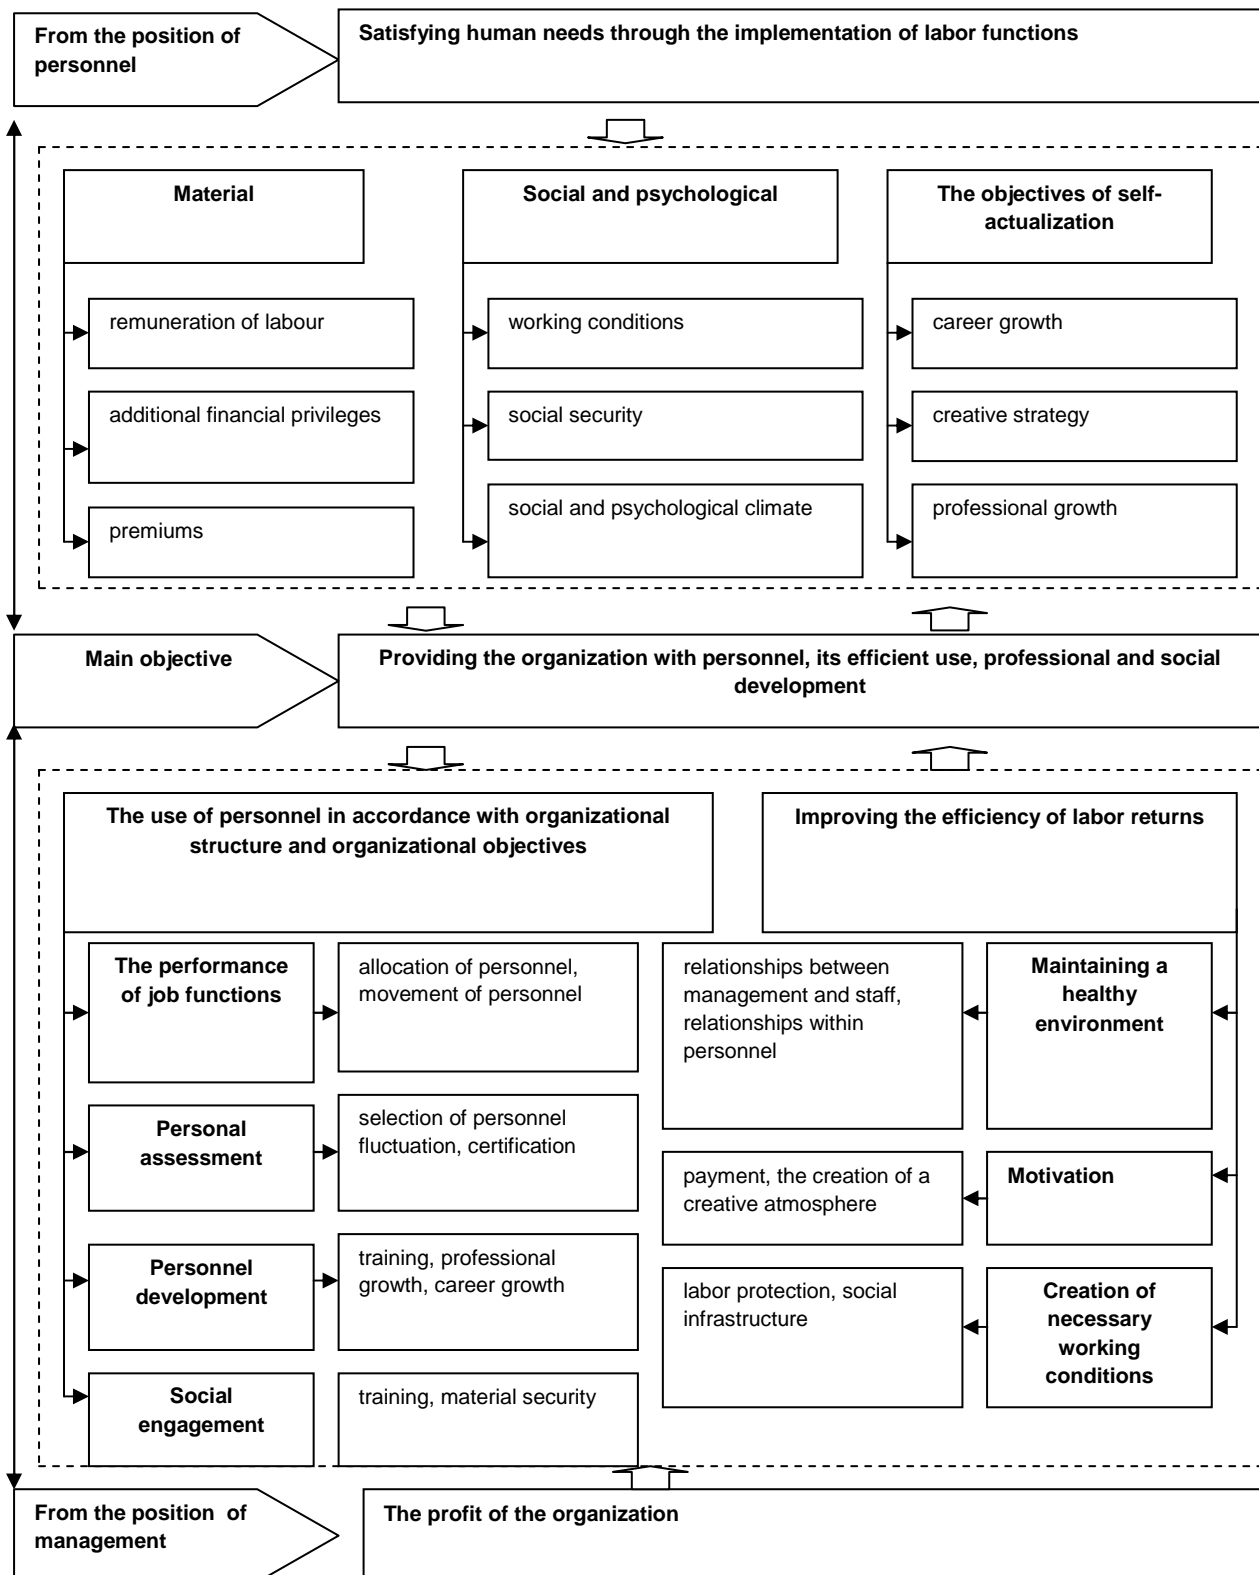 From the position of
personnel
Satisfying human needs through the implementation of labor functions
Material
remuneration of labour
additional financial privileges
premiums
Social and psychological
working conditions
social security
social and psychological climate
The objectives of self-
actualization
career growth
creative strategy
professional growth
Main objective
Providing the organization with personnel, its efficient use, professional and social
development
The use of personnel in accordance with organizational
structure and organizational objectives
The performance
of job functions
allocation of personnel,
movement of personnel
Personal
assessment
selection of personnel
fluctuation, certification
Personnel
development
training, professional
growth, career growth
Social
engagement
training, material security
Improving the efficiency of labor returns
relationships between
management and staff,
relationships within
personnel
Maintaining a
healthy
environment
payment, the creation of a
creative atmosphere
Motivation
labor protection, social
infrastructure
Creation of
necessary
working
conditions
From the position of
management
The profit of the organization